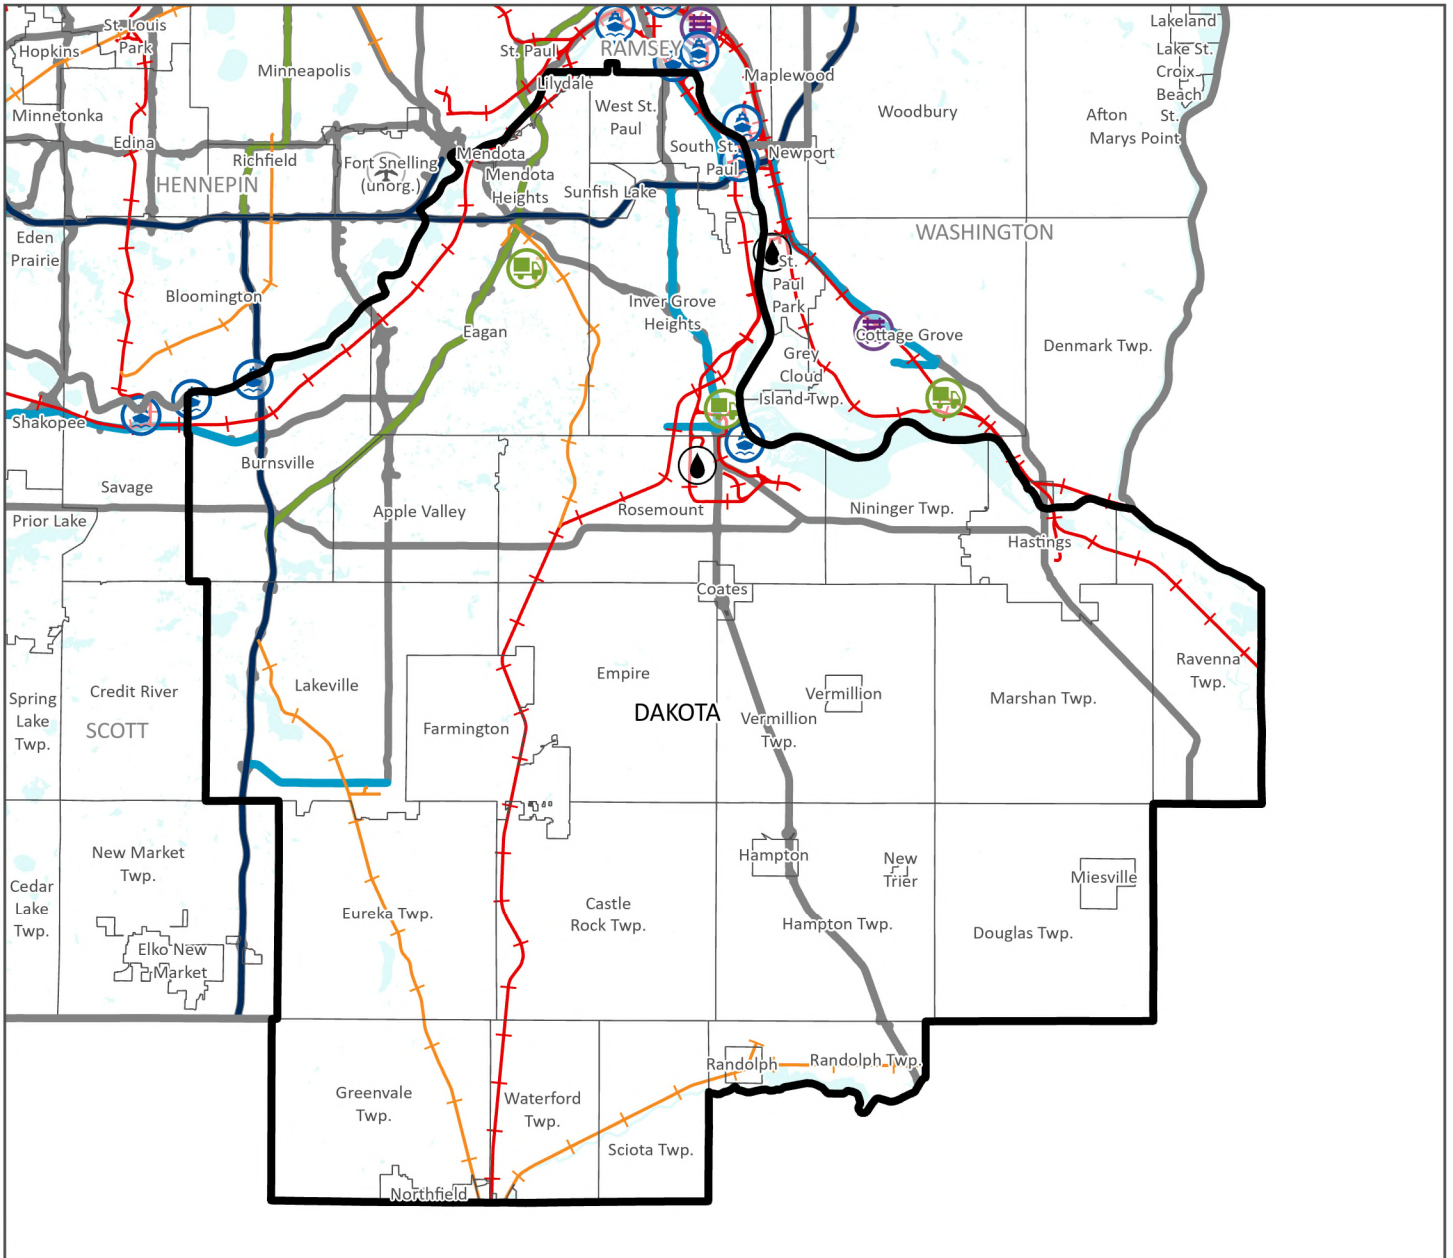 St. Louis
Park
Hopkins
Minneapolis
St. Paul
RAMSEY
Lakeland
Lake St.
Croix
Beach
Minnetonka
Lilydale
Maplewood
West St.
Paul
Woodbury
Afton
St.
Marys Point
Edina
Richfield
Fort Snelling
(unorg.)
Mendota
Mendota
Heights
South St.
Paul
Newport
HENNEPIN
Sunfish Lake
WASHINGTON
Eden
Prairie
St.
Paul
Park
Bloomington
Inver Grove
Heights
Eagan
Cottage Grove
Denmark Twp.
Grey
Cloud
Island Twp.
Shakopee
Burnsville
Savage
Prior Lake
Apple Valley
Rosemount
Nininger Twp.
Hastings
Coates
Spring
Lake
Twp.
Credit River
SCOTT
Lakeville
Farmington
Empire
DAKOTA
Vermillion
Vermillion
Twp.
Marshan Twp.
Ravenna
Twp.
New Market
Twp.
Cedar
Lake
Twp.
Elko New
Market
Eureka Twp.
Castle
Rock Twp.
Hampton
New
Trier
Miesville
Hampton Twp.
Douglas Twp.
Greenvale
Twp.
Waterford
Twp.
Sciota Twp.
Randolph
Randolph Twp.
Northfield